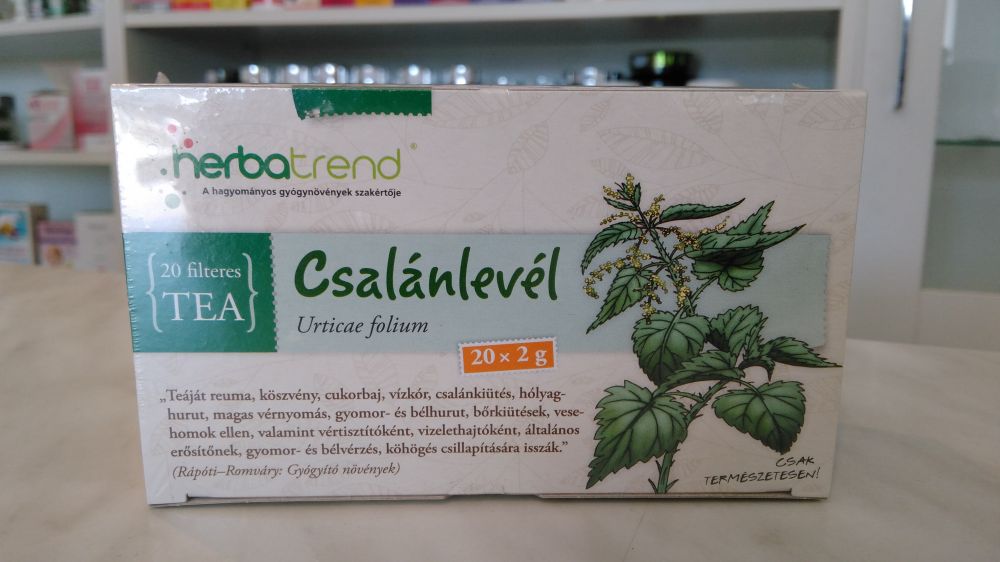 herbatrend®
A hagyományos gyógynövények szakértője
{20 filteres
TEA}
Csalánlevél
Urticae folium
20 × 2 g
„Teáját reuma, köszvény, cukorbaj, vízkór, csalánkiütés, hólyag-
hurut, magas vérnyomás, gyomor- és bélhurut, bőrkiütések, vese-
homok ellen, valamint vértisztítóként, vizelethajtóként, általános
erősítőnek, gyomor- és bélvérzés, köhögés csillapítására isszák.”
(Rápóti–Romváry: Gyógyító növények)
CSAK
TERMÉSZETESEN!